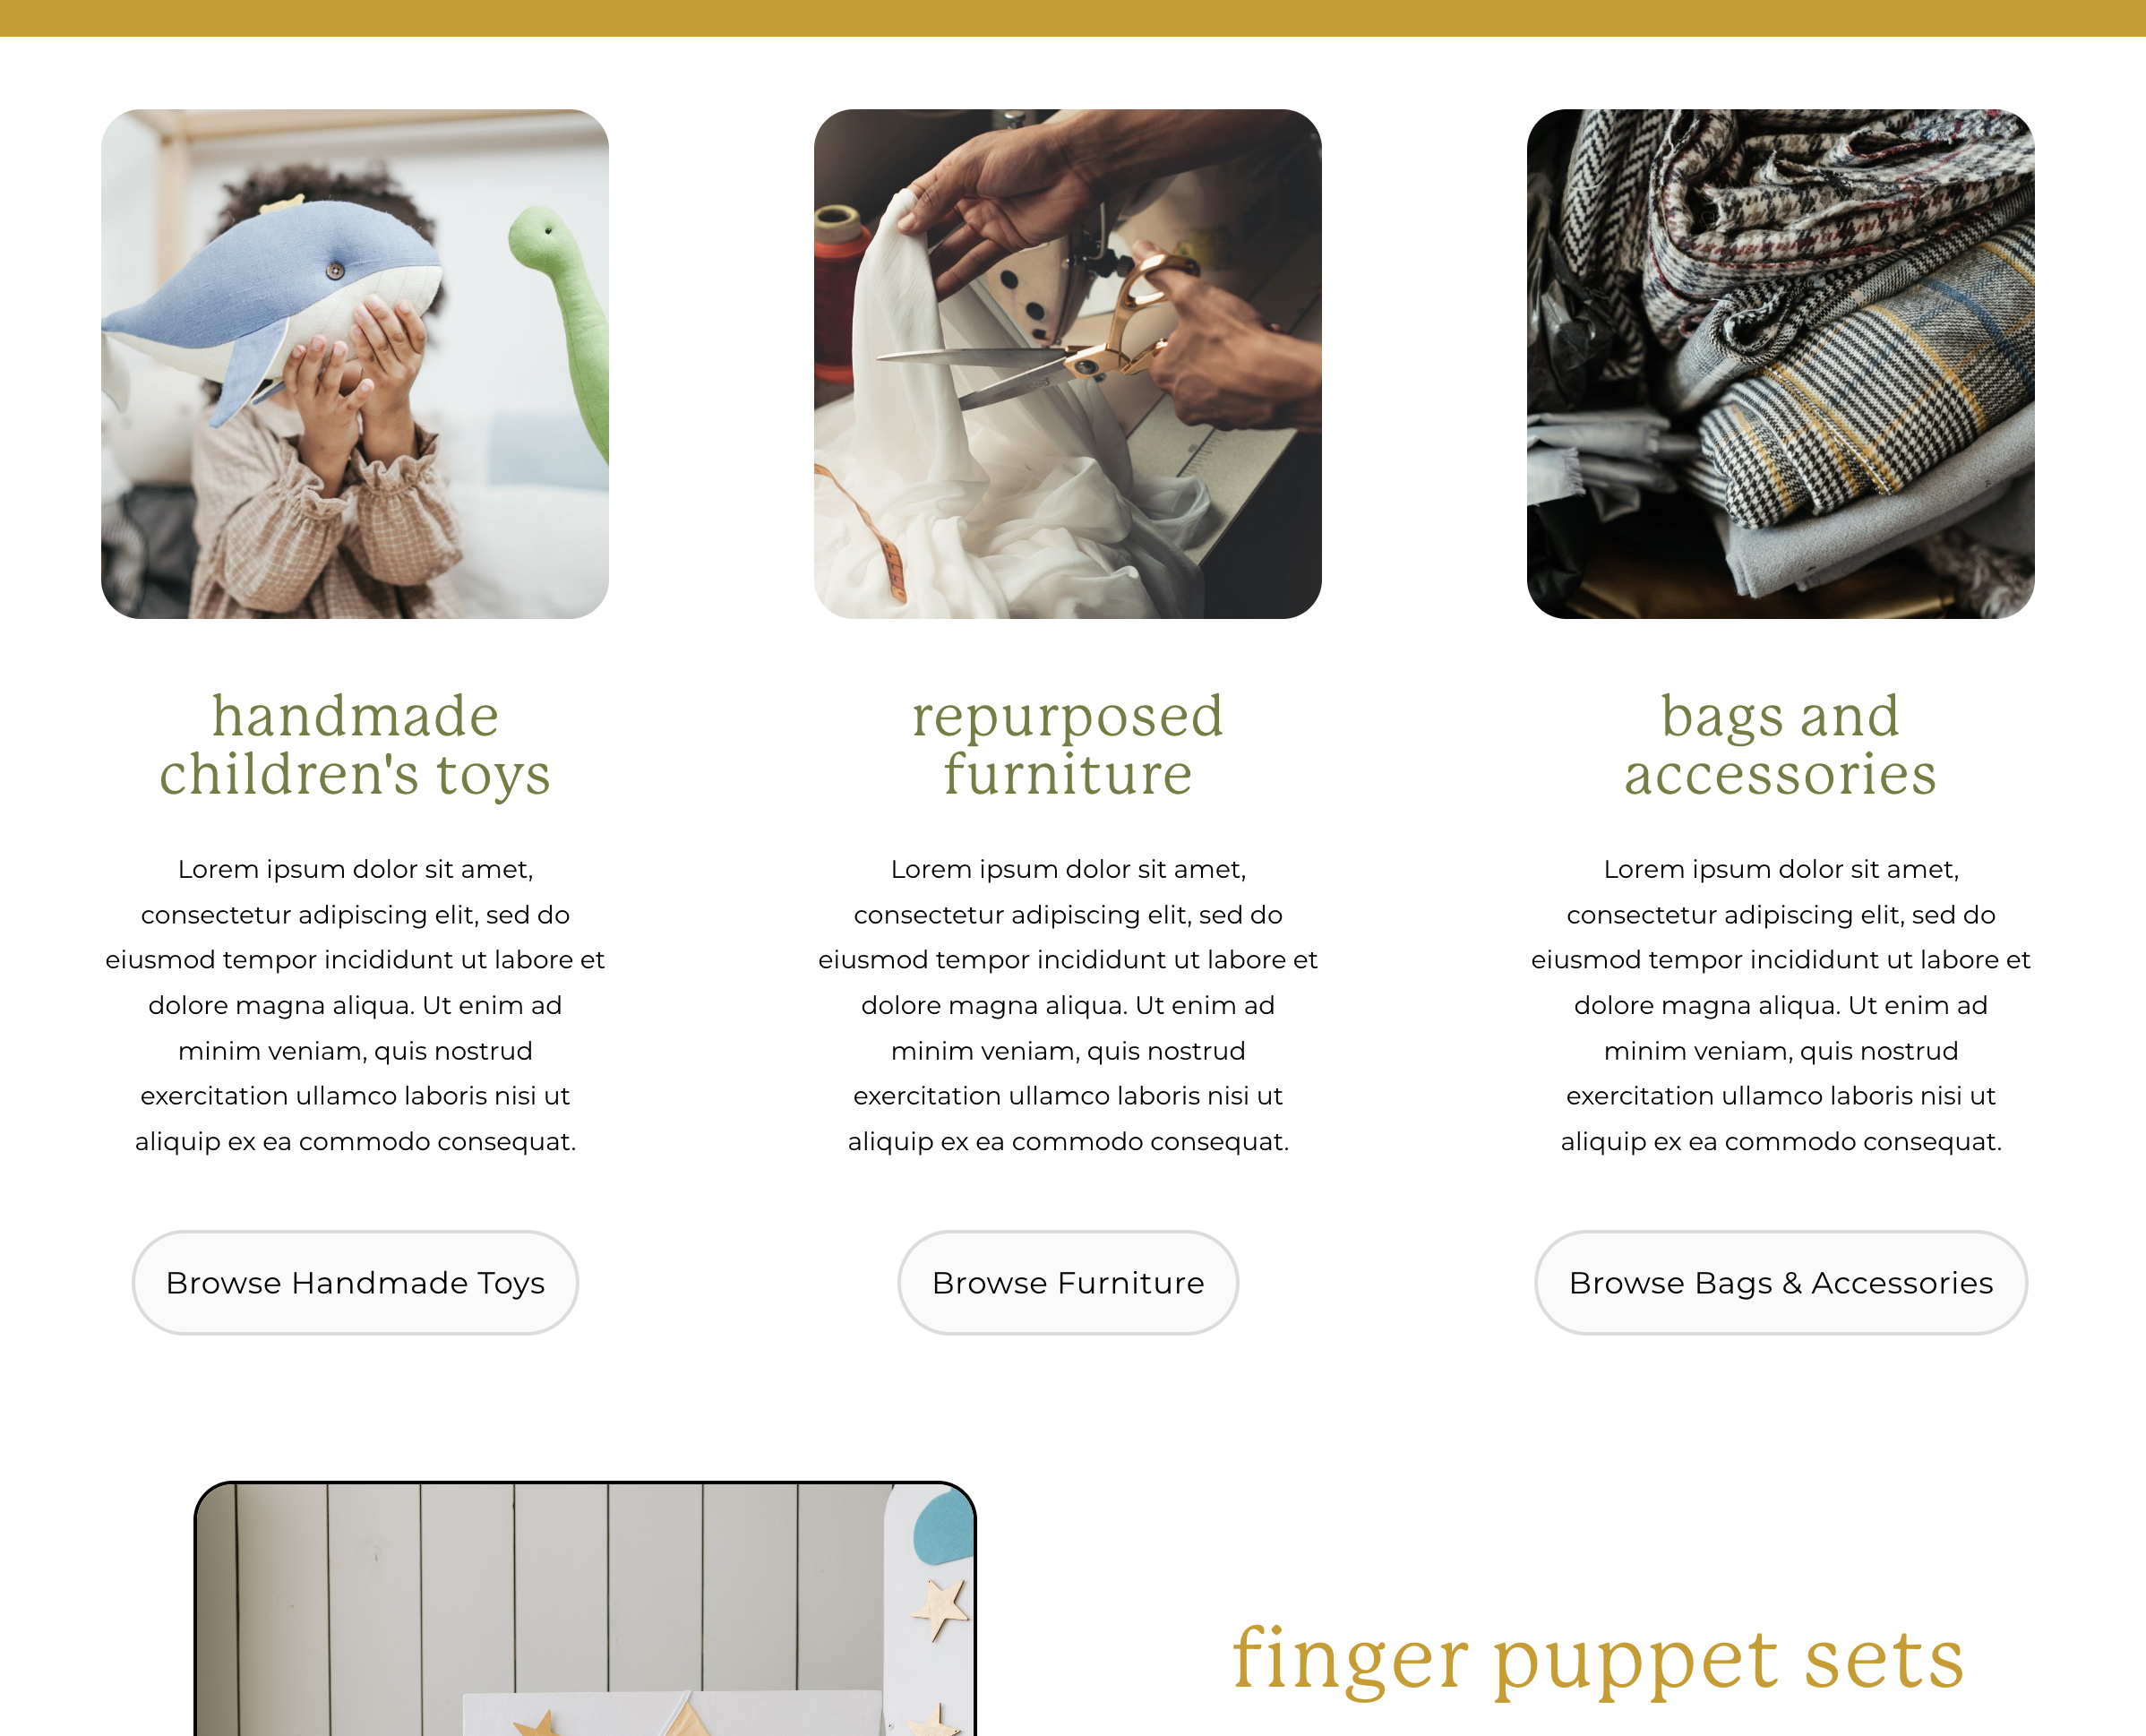 handmade
children's toys
Lorem ipsum dolor sit amet,
consectetur adipiscing elit, sed do
eiusmod tempor incididunt ut labore et
dolore magna aliqua. Ut enim ad
minim veniam, quis nostrud
exercitation ullamco laboris nisi ut
aliquip ex ea commodo consequat.
Browse Handmade Toys
repurposed
furniture
Lorem ipsum dolor sit amet,
consectetur adipiscing elit, sed do
eiusmod tempor incididunt ut labore et
dolore magna aliqua. Ut enim ad
minim veniam, quis nostrud
exercitation ullamco laboris nisi ut
aliquip ex ea commodo consequat.
Browse Furniture
bags and
accessories
Lorem ipsum dolor sit amet,
consectetur adipiscing elit, sed do
eiusmod tempor incididunt ut labore et
dolore magna aliqua. Ut enim ad
minim veniam, quis nostrud
exercitation ullamco laboris nisi ut
aliquip ex ea commodo consequat.
Browse Bags & Accessories
finger puppet sets